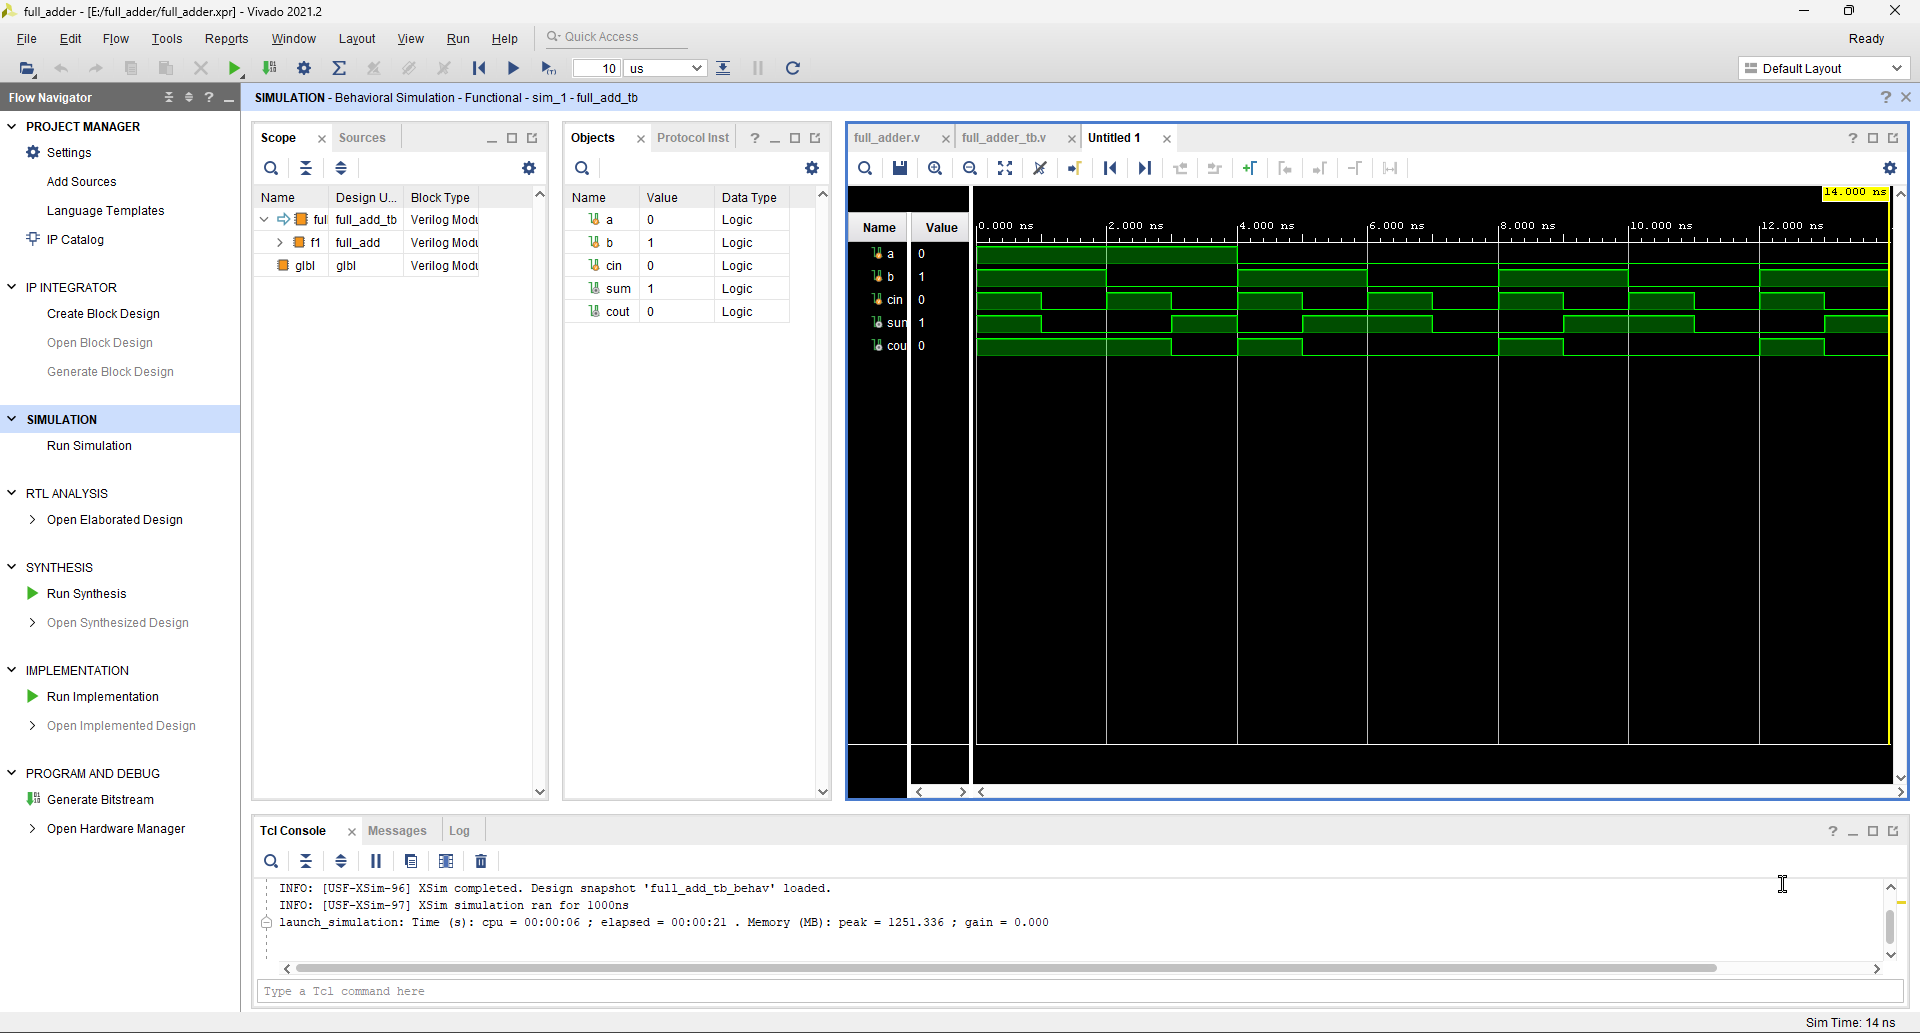 full_adder - [E:/full_adder/full_adder.xpr] - Vivado 2021.2
File Edit Flow Tools Reports Window Layout View Run Help Quick Access Ready
10 us Default Layout
Flow Navigator
SIMULATION - Behavioral Simulation - Functional - sim_1 - full_add_tb
PROJECT MANAGER
Settings
Add Sources
Language Templates
IP Catalog
IP INTEGRATOR
Create Block Design
Open Block Design
Generate Block Design
SIMULATION
Run Simulation
RTL ANALYSIS
Open Elaborated Design
SYNTHESIS
Run Synthesis
Open Synthesized Design
IMPLEMENTATION
Run Implementation
Open Implemented Design
PROGRAM AND DEBUG
Generate Bitstream
Open Hardware Manager
Scope Sources
Name Design U... Block Type
ful full_add_tb Verilog Modu
f1 full_add Verilog Modu
glbl glbl Verilog Modu
Objects Protocol Inst
Name Value Data Type
a 0 Logic
b 1 Logic
cin 0 Logic
sum 1 Logic
cout 0 Logic
full_adder.v full_adder_tb.v Untitled 1
14.000 ns
Name Value 0.000 ns 2.000 ns 4.000 ns 6.000 ns 8.000 ns 10.000 ns 12.000 ns
a 0
b 1
cin 0
sum 1
cou 0
Tcl Console Messages Log
INFO: [USF-XSim-96] XSim completed. Design snapshot 'full_add_tb_behav' loaded.
INFO: [USF-XSim-97] XSim simulation ran for 1000ns
launch_simulation: Time (s): cpu = 00:00:06 ; elapsed = 00:00:21 . Memory (MB): peak = 1251.336 ; gain = 0.000
Type a Tcl command here
Sim Time: 14 ns